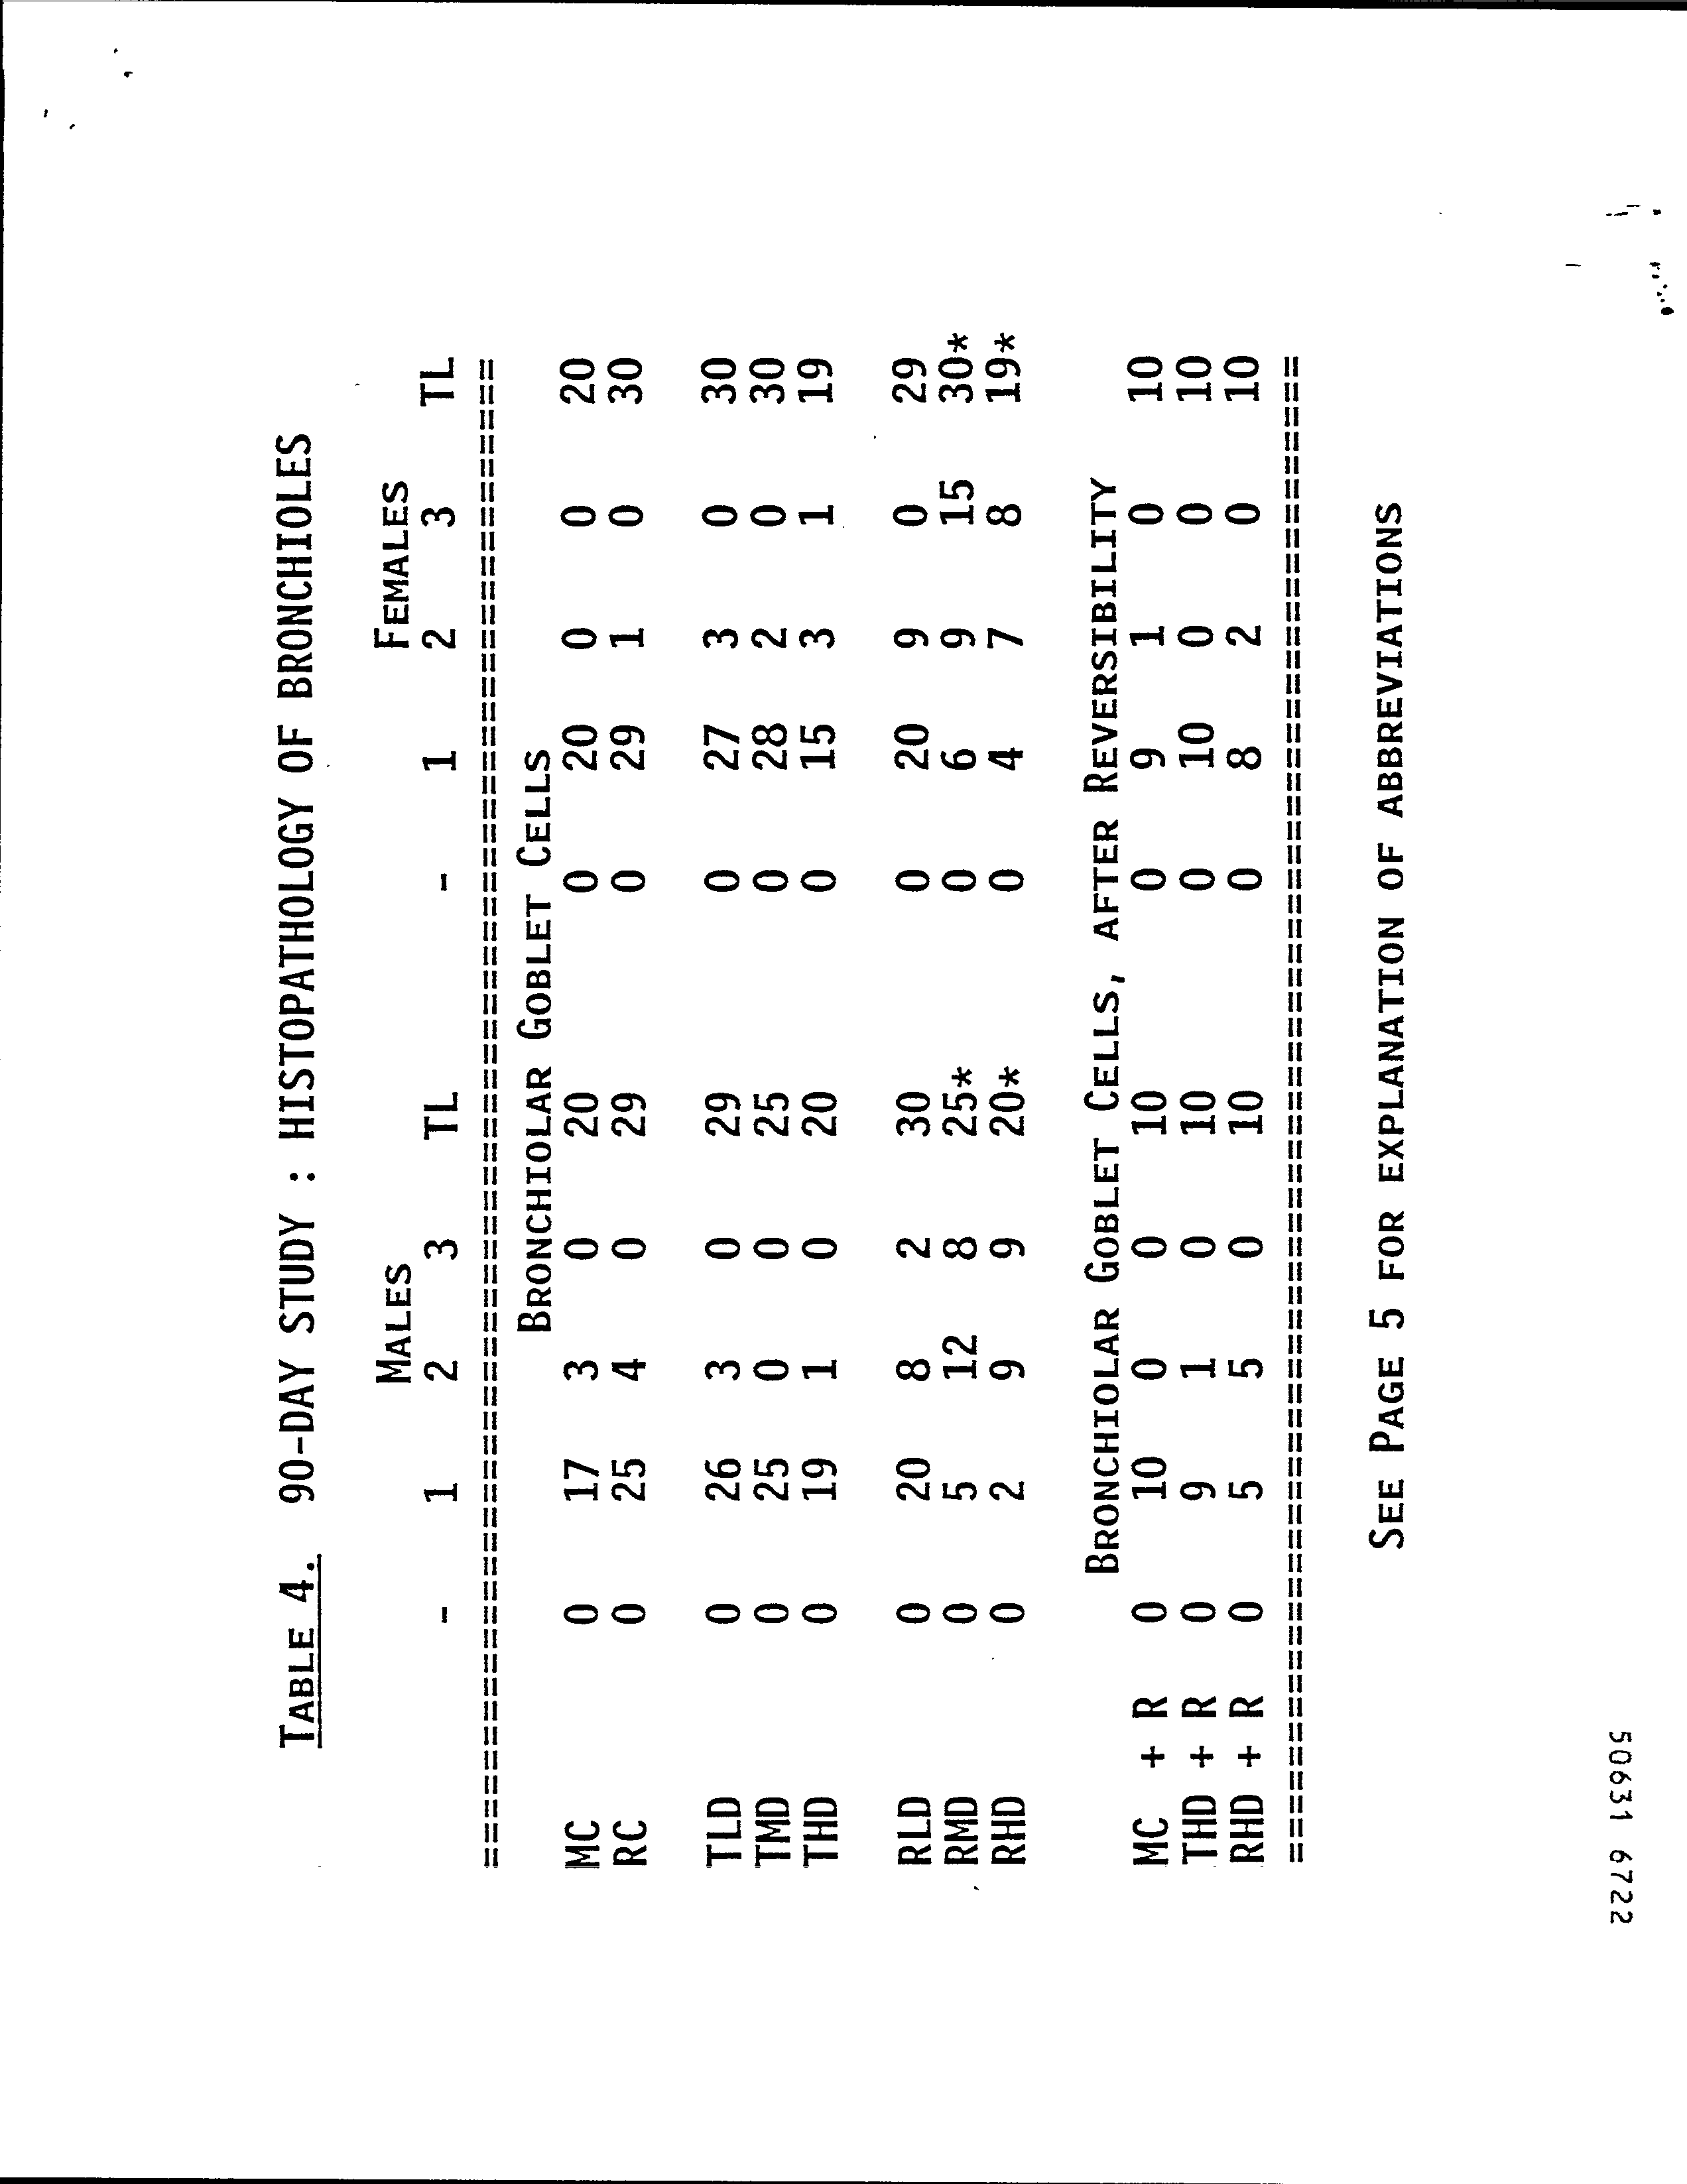 TABLE 4. 90-DAY STUDY : HISTOPATHOLOGY OF BRONCHIOLES
MALES FEMALES
- 1 2 3 TL - 1 2 3 TL
==============================================================
BRONCHIOLAR GOBLET CELLS
MC 0 17 3 0 20 0 20 0 0 20
RC 0 25 4 0 29 0 29 1 0 30
TLD 0 26 3 0 29 0 27 3 0 30
TMD 0 25 0 0 25 0 28 2 0 30
THD 0 19 1 0 20 0 15 3 1 19
RLD 0 20 8 2 30 0 20 9 0 29
RMD 0 5 12 8 25* 0 6 9 15 30*
RHD 0 2 9 9 20* 0 4 7 8 19*
BRONCHIOLAR GOBLET CELLS, AFTER REVERSIBILITY
MC + R 0 10 0 0 10 0 9 1 0 10
THD + R 0 9 1 0 10 0 10 0 0 10
RHD + R 0 5 5 0 10 0 8 2 0 10
==============================================================
SEE PAGE 5 FOR EXPLANATION OF ABBREVIATIONS
50631 6722